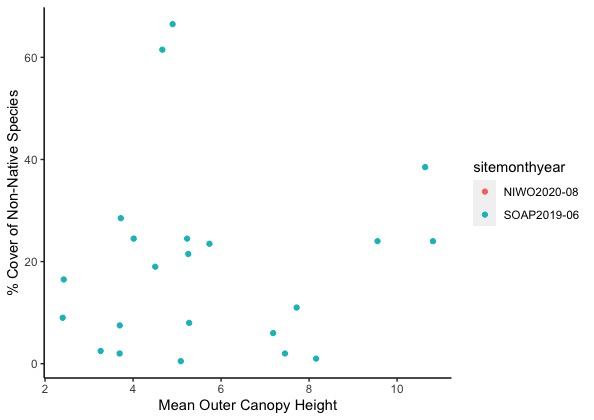 60
40
20
0
% Cover of Non-Native Species
2
4
6
8
10
Mean Outer Canopy Height
sitemonthyear
NIWO2020-08
SOAP2019-06